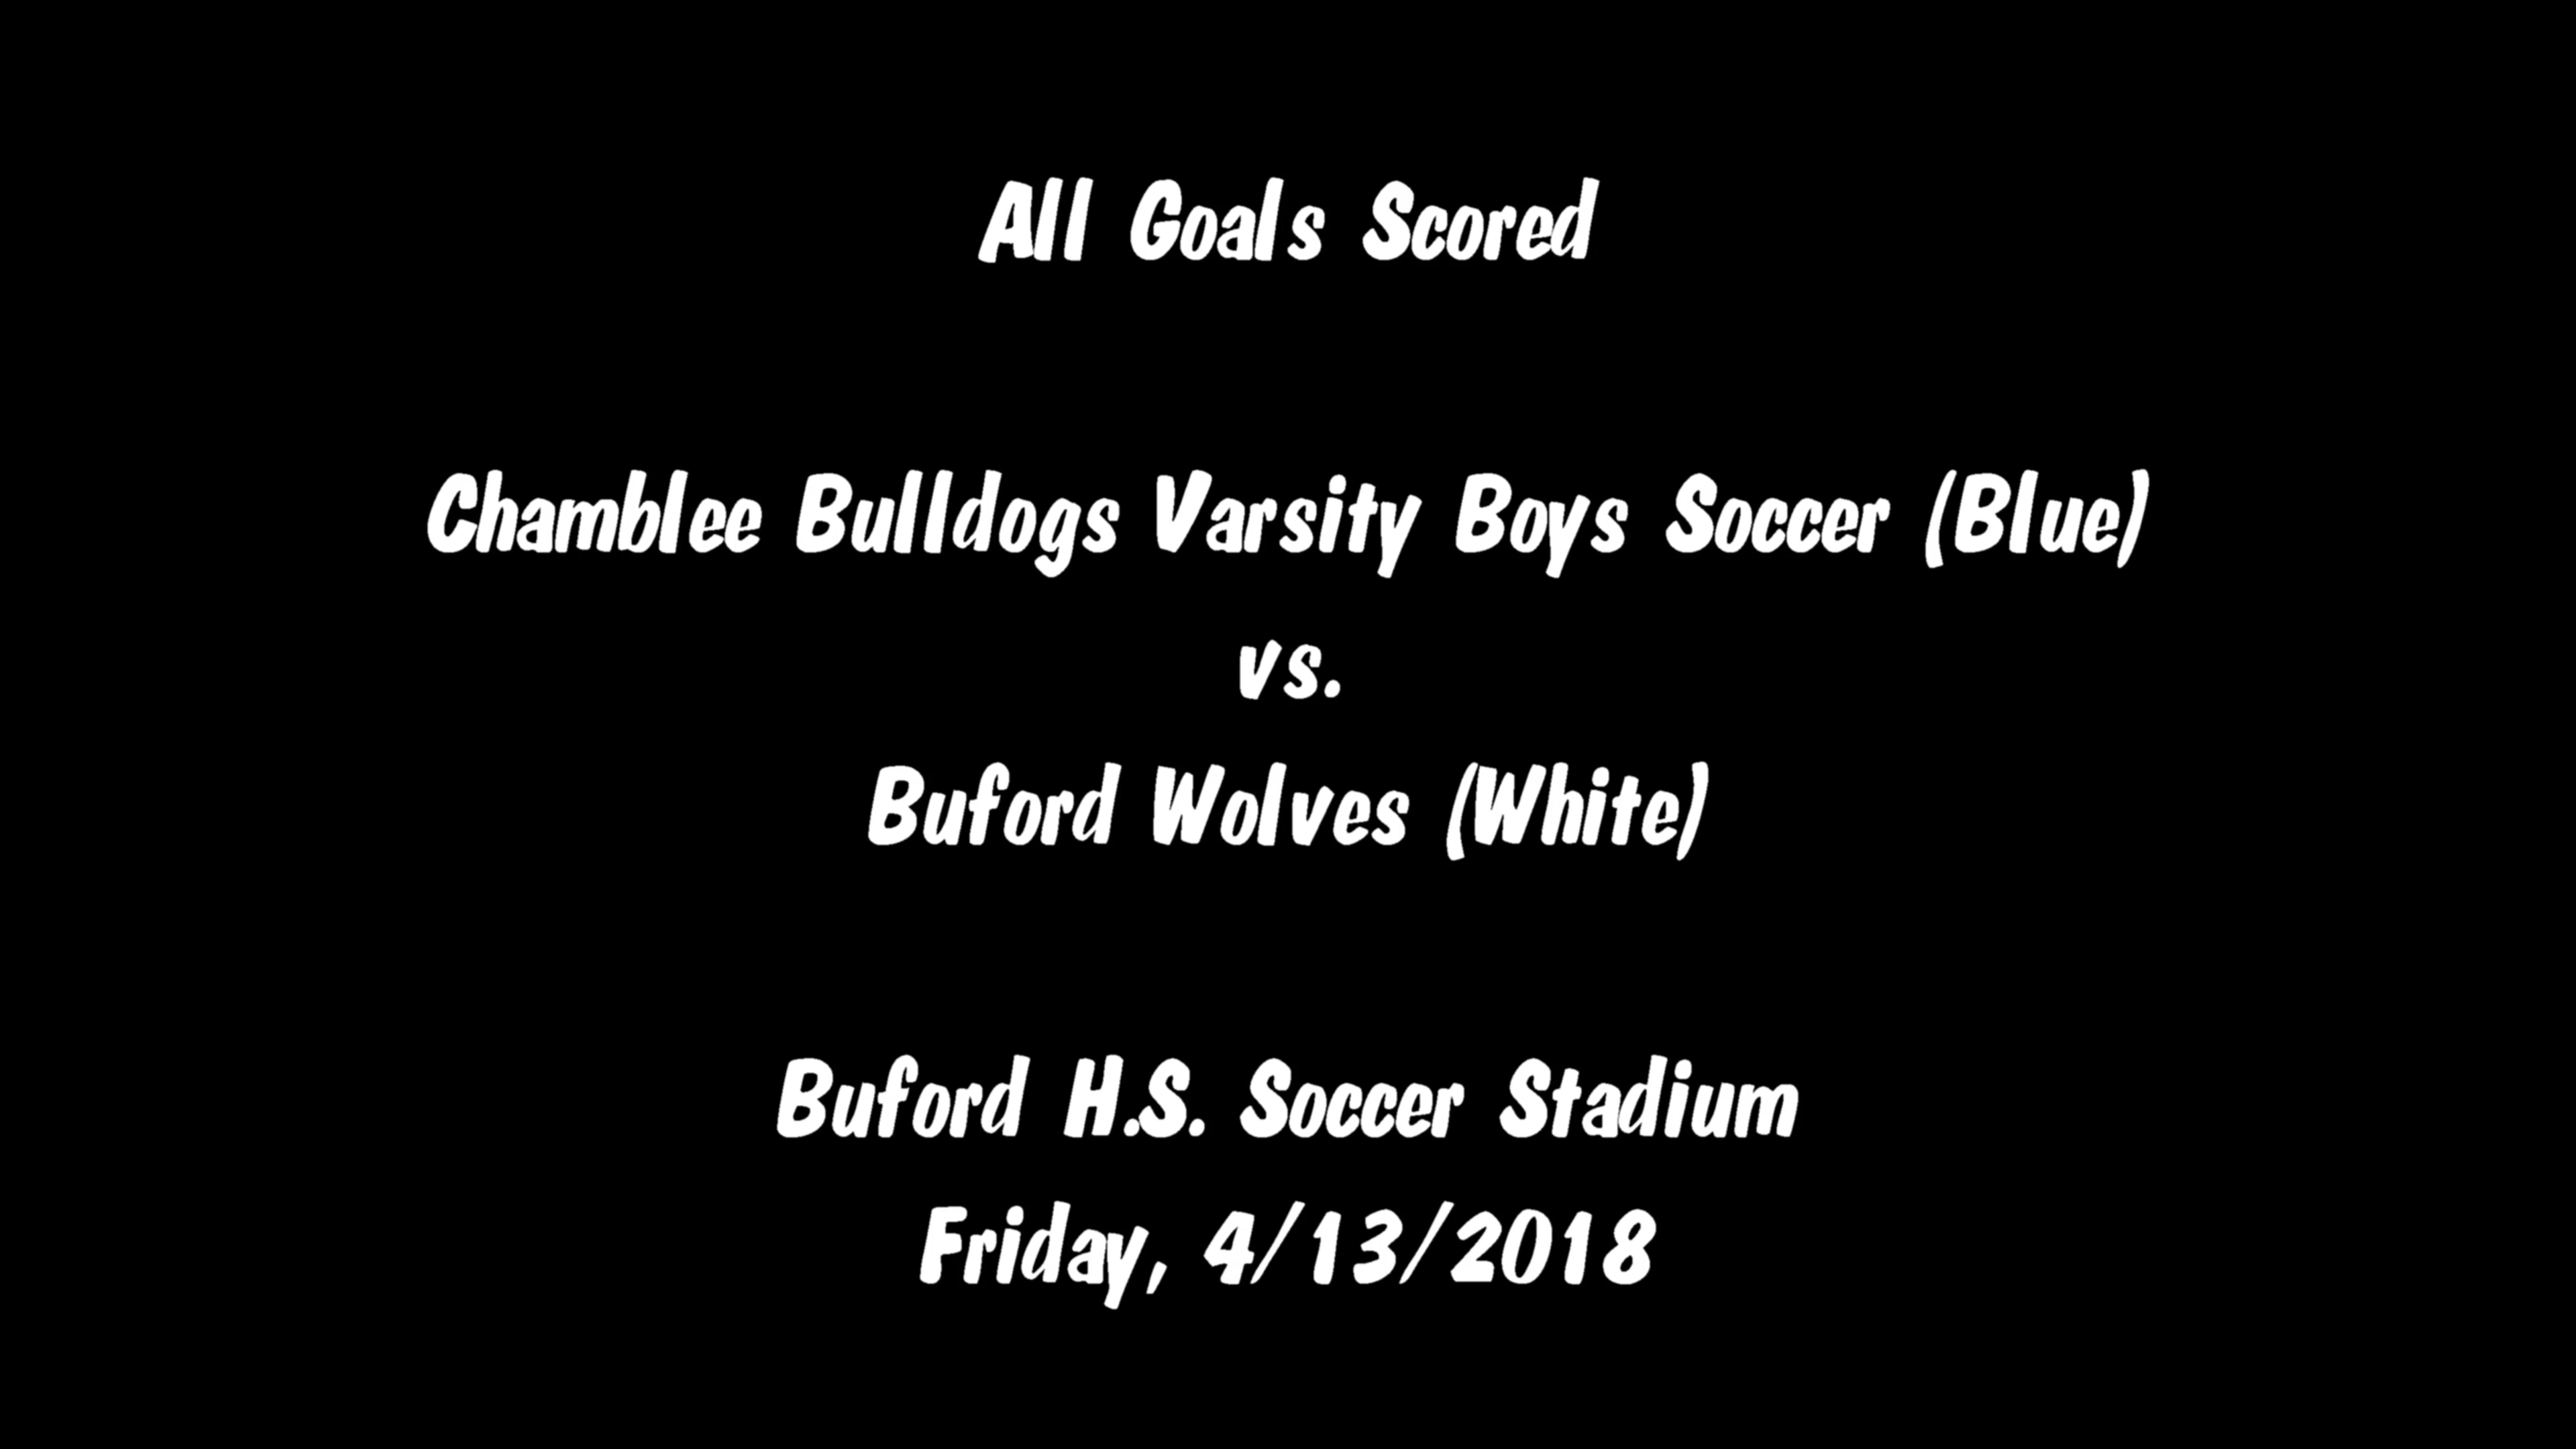 All Goals Scored
Chamblee Bulldogs Varsity Boys Soccer (Blue)
vs.
Buford Wolves (White)
Buford H.S. Soccer Stadium
Friday, 4/13/2018